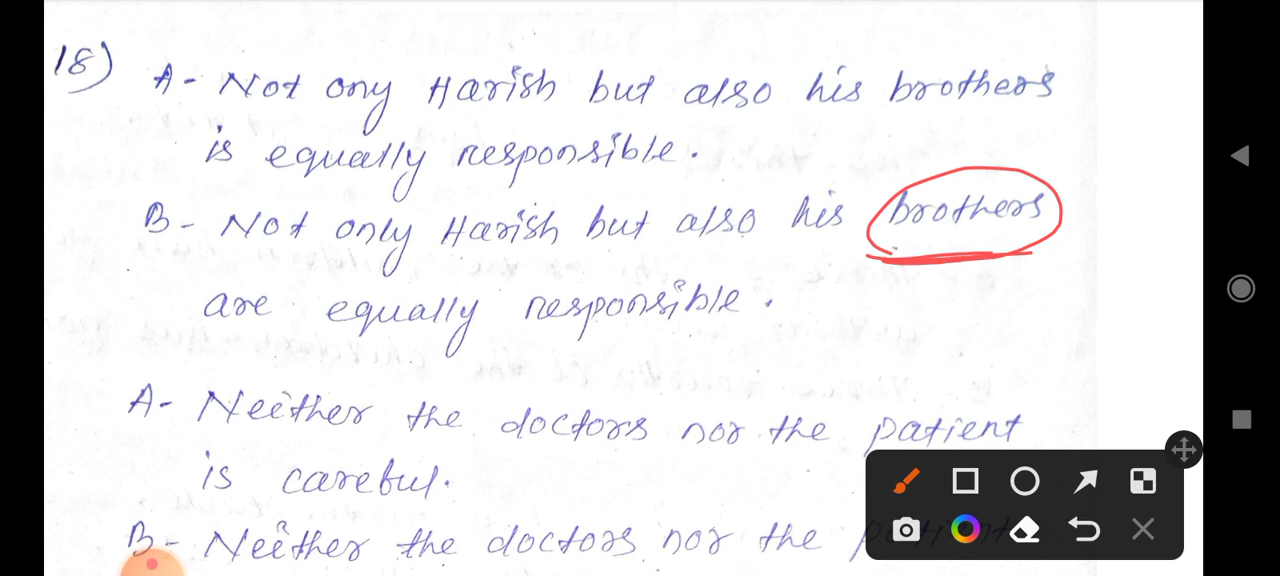 18) A- Not ony Harish but also his brothers
is equally responsible.
B- Not only Harish but also his brothers
are equally responsible.
A- Neither the doctors nor the patient
is careful.
B- Neither the doctors nor the